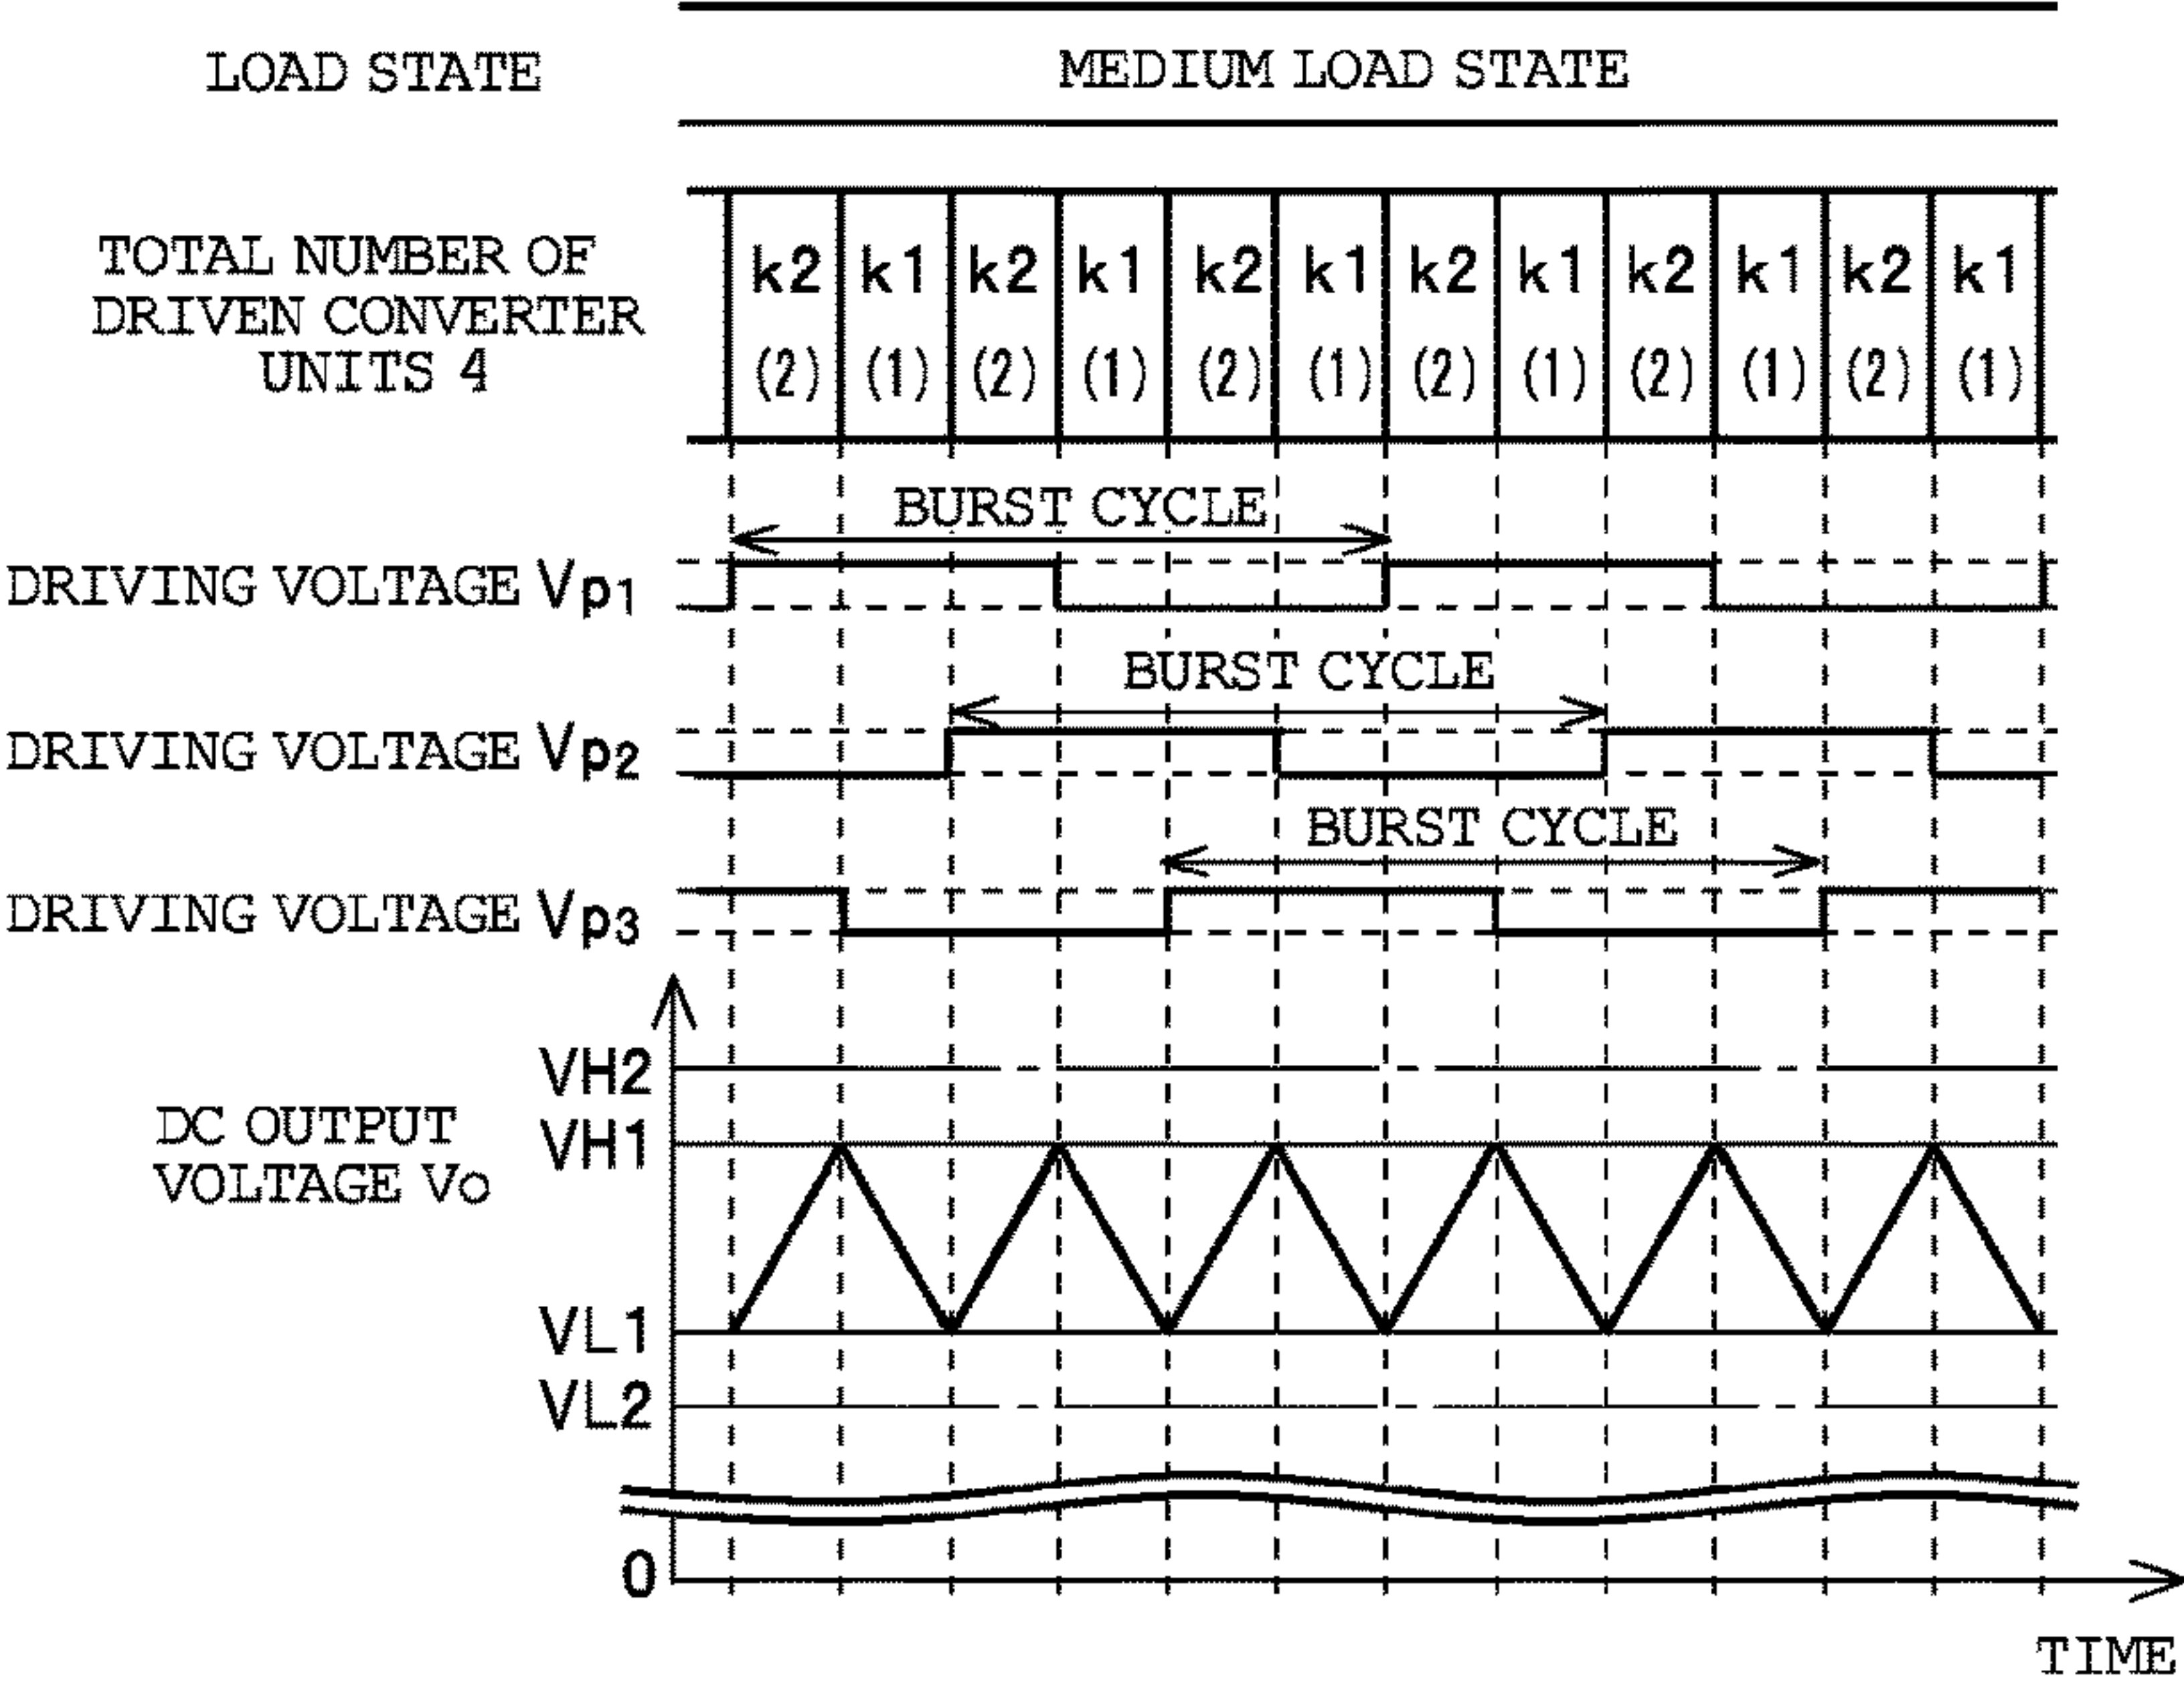 LOAD STATE
MEDIUM LOAD STATE
TOTAL NUMBER OF
DRIVEN CONVERTER
UNITS 4
k2 k1 k2 k1 k2 k1 k2 k1 k2 k1 k2 k1
(2) (1) (2) (1) (2) (1) (2) (1) (2) (1) (2) (1)
BURST CYCLE
DRIVING VOLTAGE Vp1
BURST CYCLE
DRIVING VOLTAGE Vp2
BURST CYCLE
DRIVING VOLTAGE Vp3
DC OUTPUT
VOLTAGE Vo
VH2
VH1
VL1
VL2
0
TIME